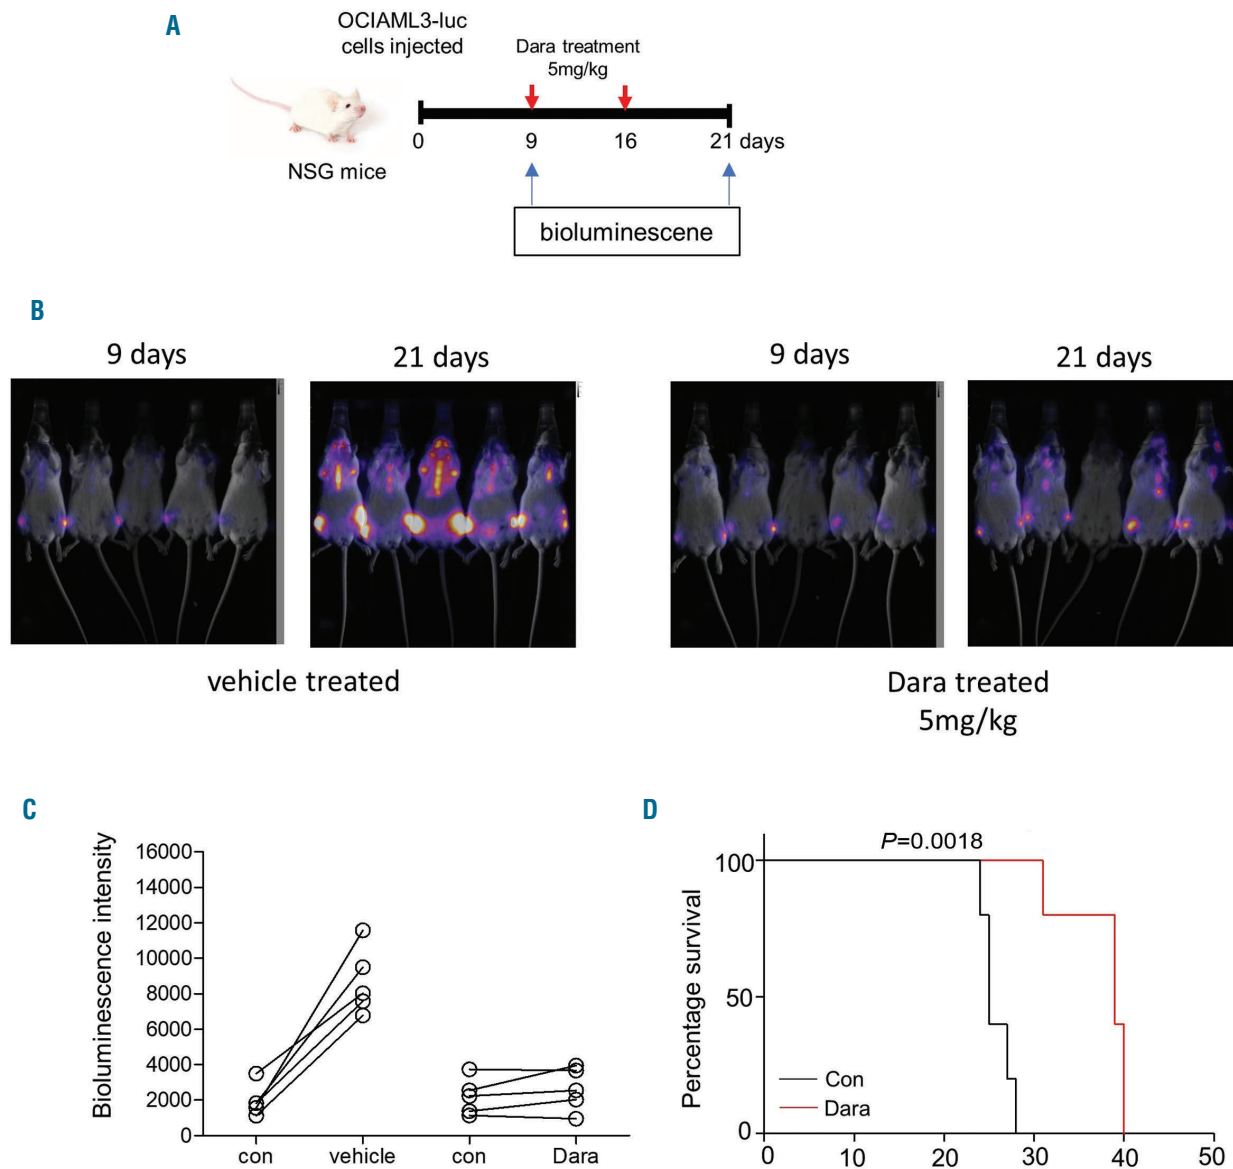 A
OCIAML3-luc
cells injected
Dara treatment
5mg/kg
0
9
16
21 days
NSG mice
bioluminescene
B
9 days
21 days
9 days
21 days
vehicle treated
Dara treated
5mg/kg
C
Bioluminescence intensity
16000
14000
12000
10000
8000
6000
4000
2000
0
con
vehicle
con
Dara
D
P=0.0018
Percentage survival
100
50
0
Con
Dara
0
10
20
30
40
50